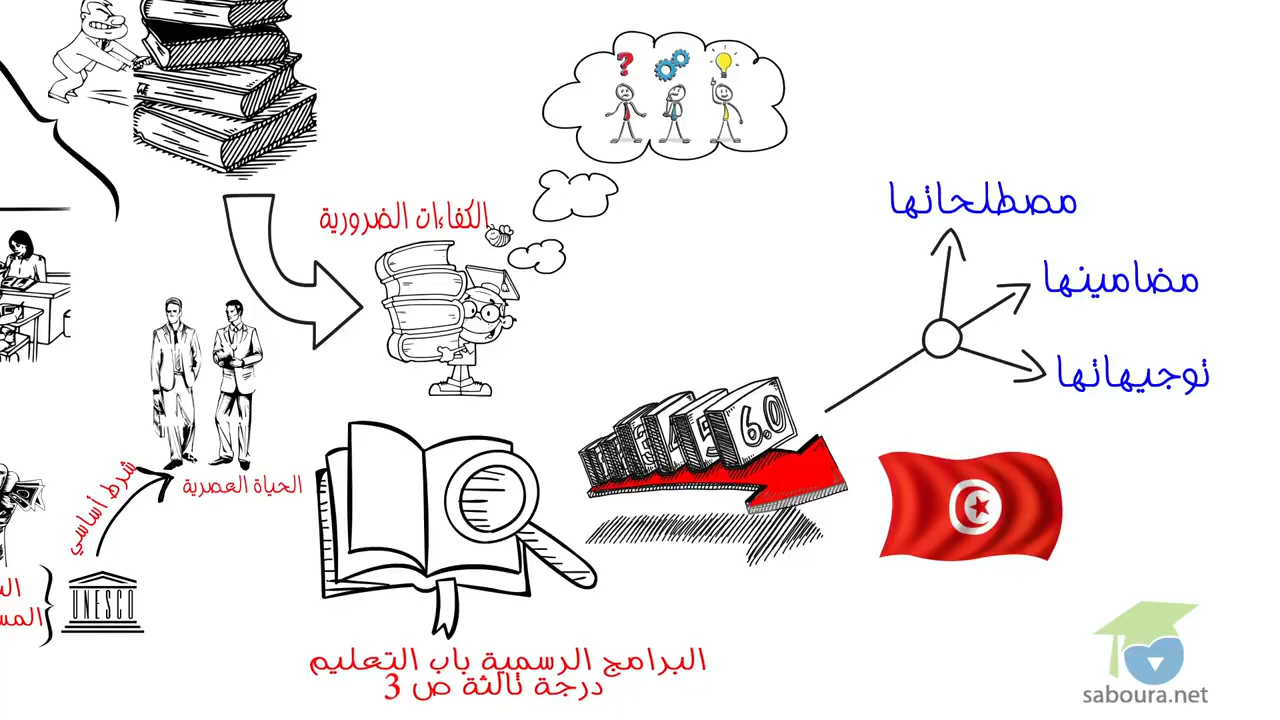 الكفاءات الضرورية
مصطلحاتها
مضامينها
توجيهاتها
6.0
شرط أساسي
الحياة العصرية
UNESCO
البرامج الرسمية باب التعليم
درجة ثالثة ص 3
saboura.net